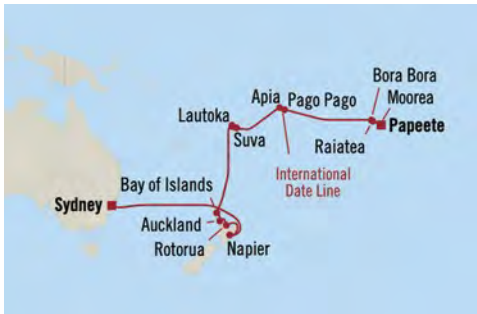 Bora Bora
Moorea
Apia
Pago Pago
Papeete
Lautoka
Suva
Raiatea
International
Date Line
Bay of Islands
Sydney
Auckland
Rotorua
Napier